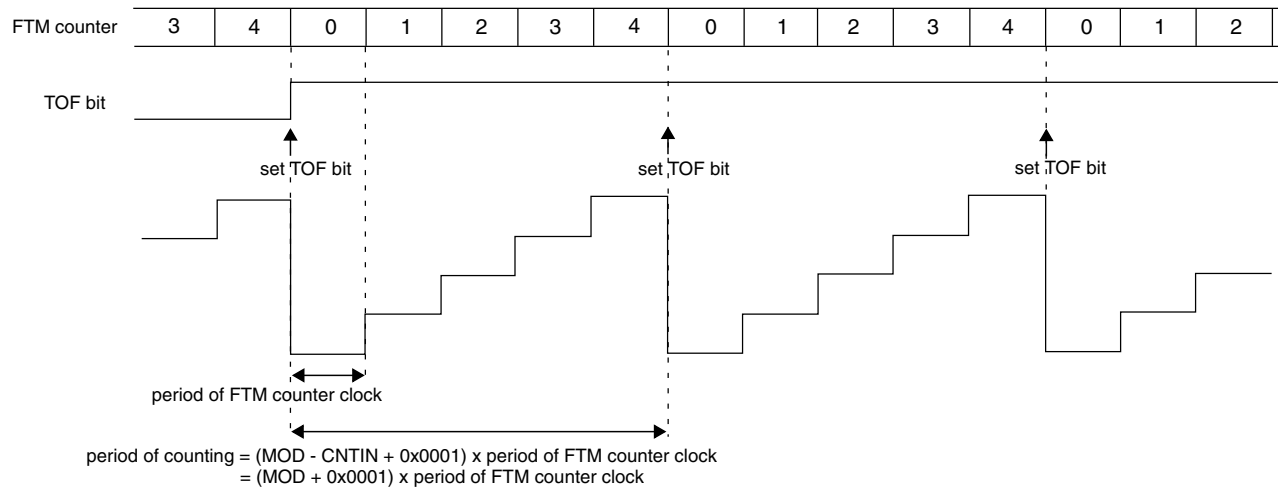 FTM counter 3 4 0 1 2 3 4 0 1 2 3 4 0 1 2
TOF bit
set TOF bit set TOF bit set TOF bit
period of FTM counter clock
period of counting = (MOD - CNTIN + 0x0001) x period of FTM counter clock
= (MOD + 0x0001) x period of FTM counter clock